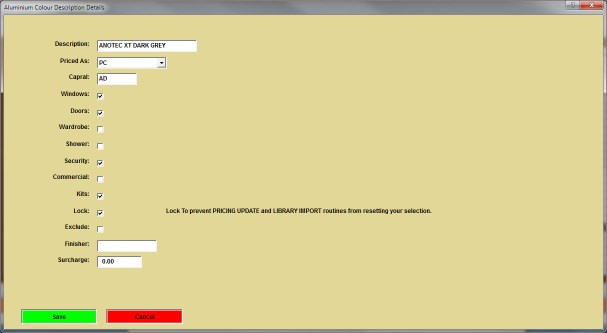 Aluminium Colour Description Details
Description: ANOTEC XT DARK GREY
Priced As: PC
Capral: AD
Windows:
Doors:
Wardrobe:
Shower:
Security:
Commercial:
Kits:
Lock: Lock To prevent PRICING UPDATE and LIBRARY IMPORT routines from resetting your selection.
Exclude:
Finisher:
Surcharge: 0.00
Save Cancel